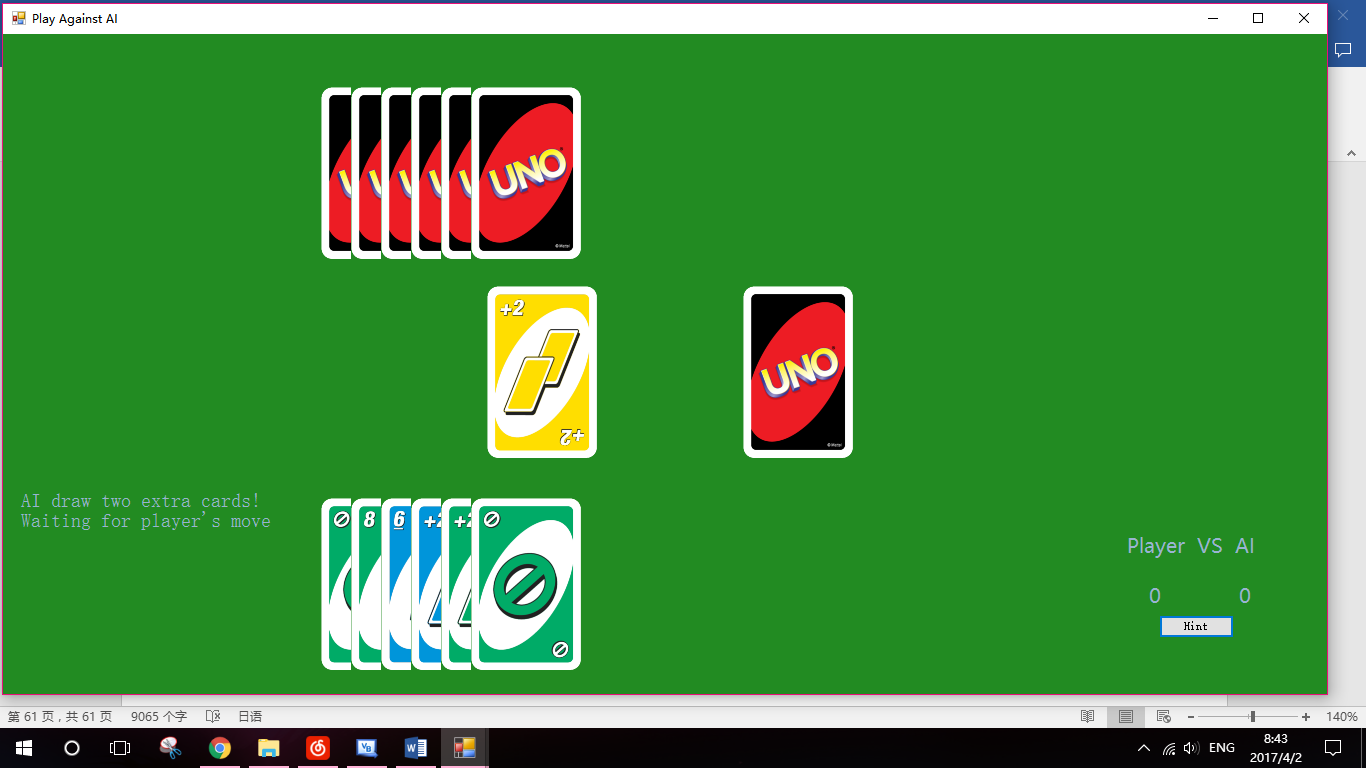 Play Against AI
UNO
+2
+2
UNO
AI draw two extra cards!
Waiting for player's move
8
6
+2
+2
Player VS AI
0 0
Hint
第 61 页，共 61 页 9065 个字 日语 140%
ENG
8:43
2017/4/2